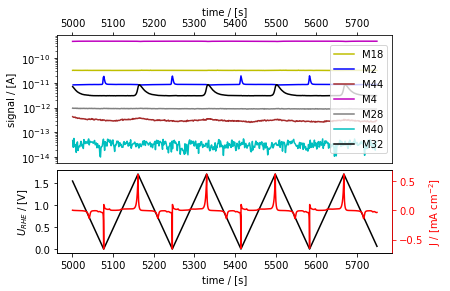 time / [s]
5000 5100 5200 5300 5400 5500 5600 5700
signal / [A]
10⁻¹⁰
10⁻¹¹
10⁻¹²
10⁻¹³
10⁻¹⁴
M18
M2
M44
M4
M28
M40
M32
U_RHE / [V]
1.5
1.0
0.5
0.0
J / [mA cm⁻²]
0.5
0.0
−0.5
5000 5100 5200 5300 5400 5500 5600 5700
time / [s]